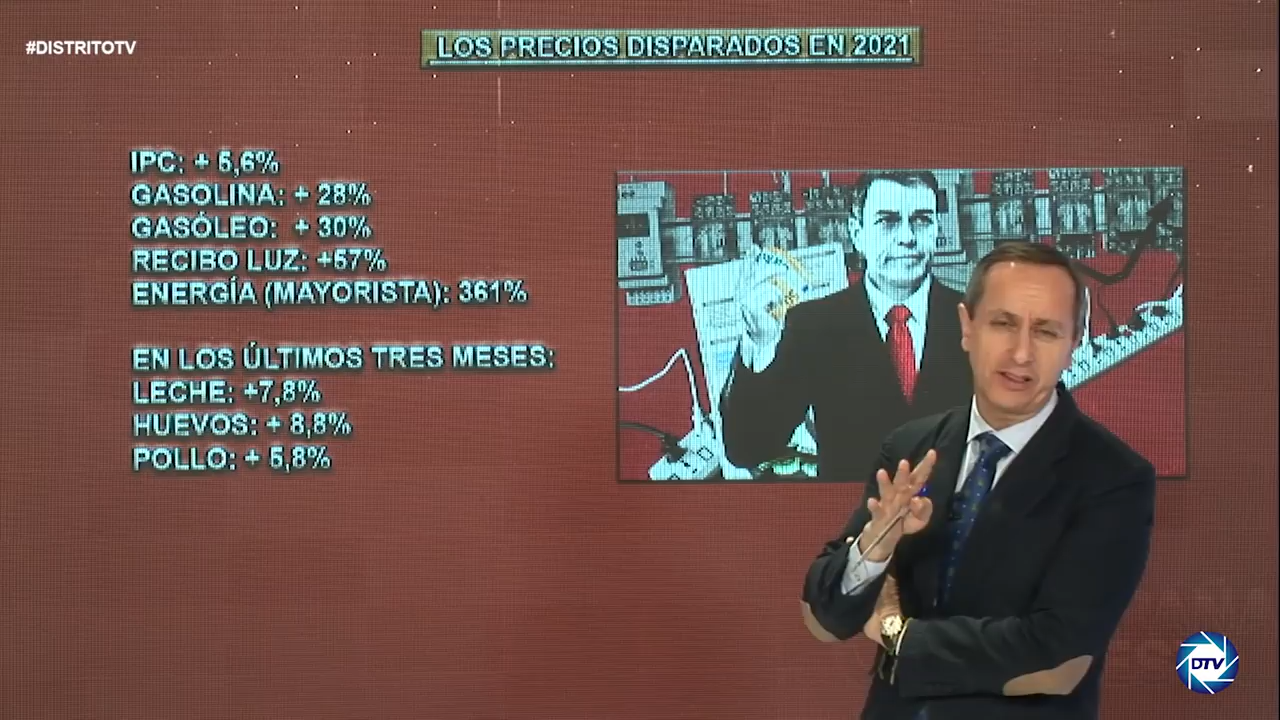 #DISTRITOTV
LOS PRECIOS DISPARADOS EN 2021
IPC: + 5,6%
GASOLINA: + 28%
GASÓLEO: + 30%
RECIBO LUZ: +57%
ENERGÍA (MAYORISTA): 361%
EN LOS ÚLTIMOS TRES MESES:
LECHE: +7,8%
HUEVOS: + 8,8%
POLLO: + 5,8%
DTV